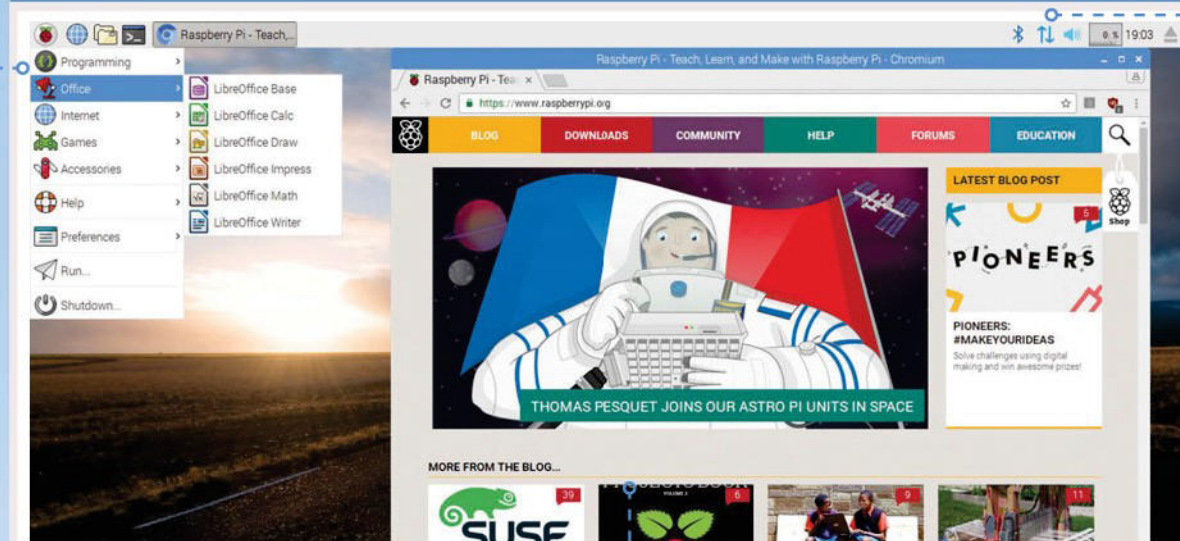 Raspberry Pi - Teach,...
0 %
19:03
Programming
Office
Internet
Games
Accessories
Help
Preferences
Run...
Shutdown...
LibreOffice Base
LibreOffice Calc
LibreOffice Draw
LibreOffice Impress
LibreOffice Math
LibreOffice Writer
Raspberry Pi - Teach, Learn, and Make with Raspberry Pi - Chromium
Raspberry Pi - Tea
https://www.raspberrypi.org
BLOG
DOWNLOADS
COMMUNITY
HELP
FORUMS
EDUCATION
THOMAS PESQUET JOINS OUR ASTRO PI UNITS IN SPACE
LATEST BLOG POST
Shop
5
PIONEERS
PIONEERS:
#MAKEYOURIDEAS
Solve challenges using digital
making and win awesome prizes!
MORE FROM THE BLOG...
39
SUSE
VOLUME 2
6
9
11